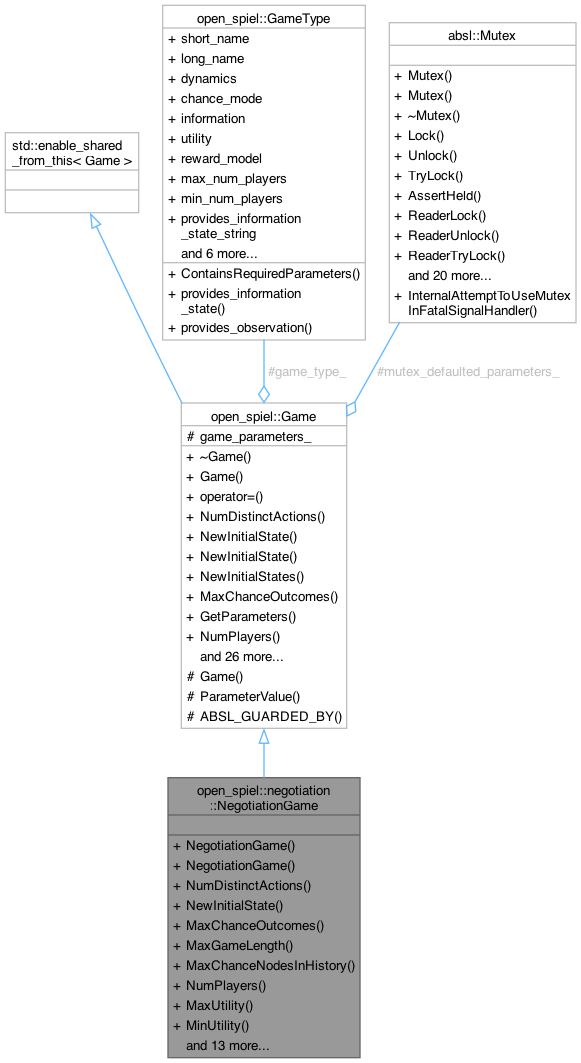 open_spiel::GameType
+ short_name
+ long_name
+ dynamics
+ chance_mode
+ information
+ utility
+ reward_model
+ max_num_players
+ min_num_players
+ provides_information
_state_string
and 6 more...
+ ContainsRequiredParameters()
+ provides_information
_state()
+ provides_observation()
absl::Mutex
+ Mutex()
+ Mutex()
+ ~Mutex()
+ Lock()
+ Unlock()
+ TryLock()
+ AssertHeld()
+ ReaderLock()
+ ReaderUnlock()
+ ReaderTryLock()
and 20 more...
+ InternalAttemptToUseMutex
InFatalSignalHandler()
std::enable_shared
_from_this< Game >
#game_type_
#mutex_defaulted_parameters_
open_spiel::Game
# game_parameters_
+ ~Game()
+ Game()
+ operator=()
+ NumDistinctActions()
+ NewInitialState()
+ NewInitialState()
+ NewInitialStates()
+ MaxChanceOutcomes()
+ GetParameters()
+ NumPlayers()
and 26 more...
# Game()
# ParameterValue()
# ABSL_GUARDED_BY()
open_spiel::negotiation
::NegotiationGame
+ NegotiationGame()
+ NegotiationGame()
+ NumDistinctActions()
+ NewInitialState()
+ MaxChanceOutcomes()
+ MaxGameLength()
+ MaxChanceNodesInHistory()
+ NumPlayers()
+ MaxUtility()
+ MinUtility()
and 13 more...